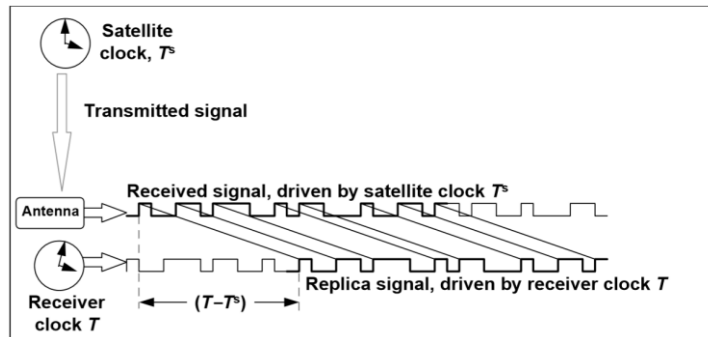 Satellite
clock, Tˢ
Transmitted signal
Received signal, driven by satellite clock Tˢ
Antenna
Replica signal, driven by receiver clock T
(T–Tˢ)
Receiver
clock T